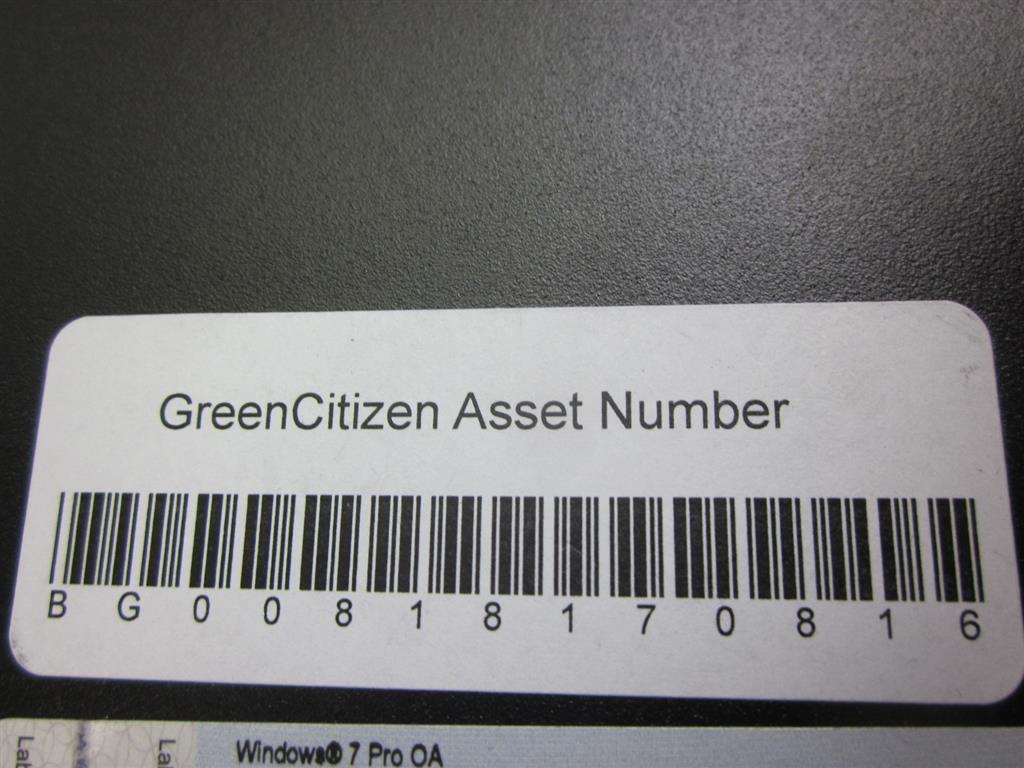 GreenCitizen Asset Number
B G 0 0 8 1 8 1 7 0 8 1 6
Windows® 7 Pro OA